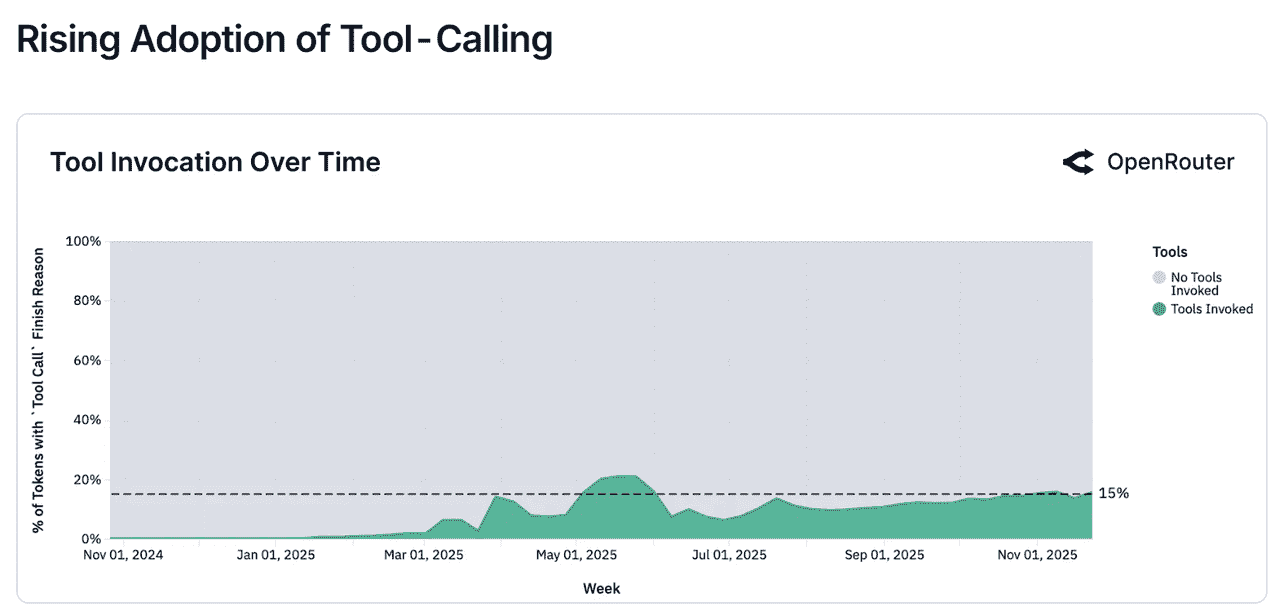 Rising Adoption of Tool-Calling
Tool Invocation Over Time
OpenRouter
% of Tokens with `Tool Call` Finish Reason
100%
80%
60%
40%
20%
0%
15%
Nov 01, 2024
Jan 01, 2025
Mar 01, 2025
May 01, 2025
Jul 01, 2025
Sep 01, 2025
Nov 01, 2025
Week
Tools
No Tools
Invoked
Tools Invoked